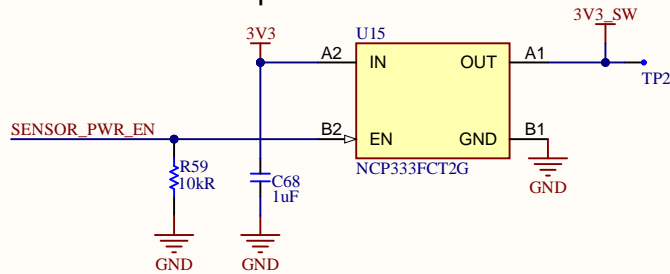 3V3_SW
3V3
U15
A2
IN
OUT
A1
TP2
SENSOR_PWR_EN
B2
EN
GND
B1
R59
10kR
C68
1uF
NCP333FCT2G
GND
GND
GND